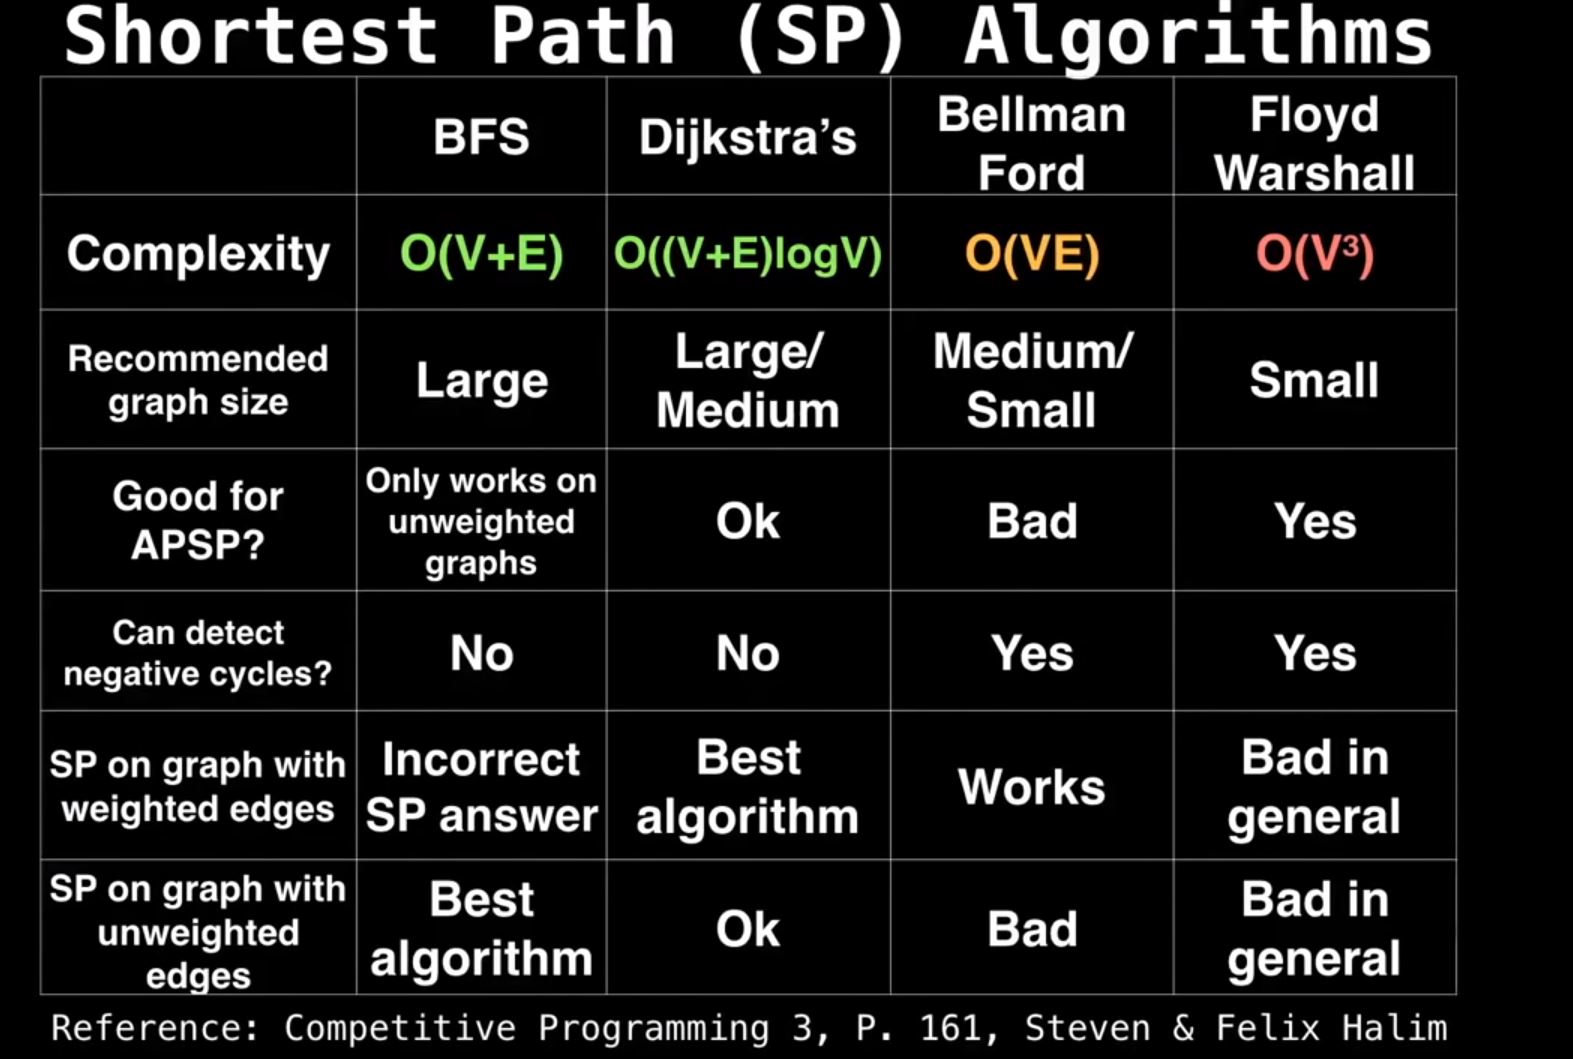 Shortest Path (SP) Algorithms
BFS
Dijkstra’s
Bellman
Ford
Floyd
Warshall
Complexity
O(V+E)
O((V+E)logV)
O(VE)
O(V³)
Recommended
graph size
Large
Large/
Medium
Medium/
Small
Small
Good for
APSP?
Only works on
unweighted
graphs
Ok
Bad
Yes
Can detect
negative cycles?
No
No
Yes
Yes
SP on graph with
weighted edges
Incorrect
SP answer
Best
algorithm
Works
Bad in
general
SP on graph with
unweighted
edges
Best
algorithm
Ok
Bad
Bad in
general
Reference: Competitive Programming 3, P. 161, Steven & Felix Halim